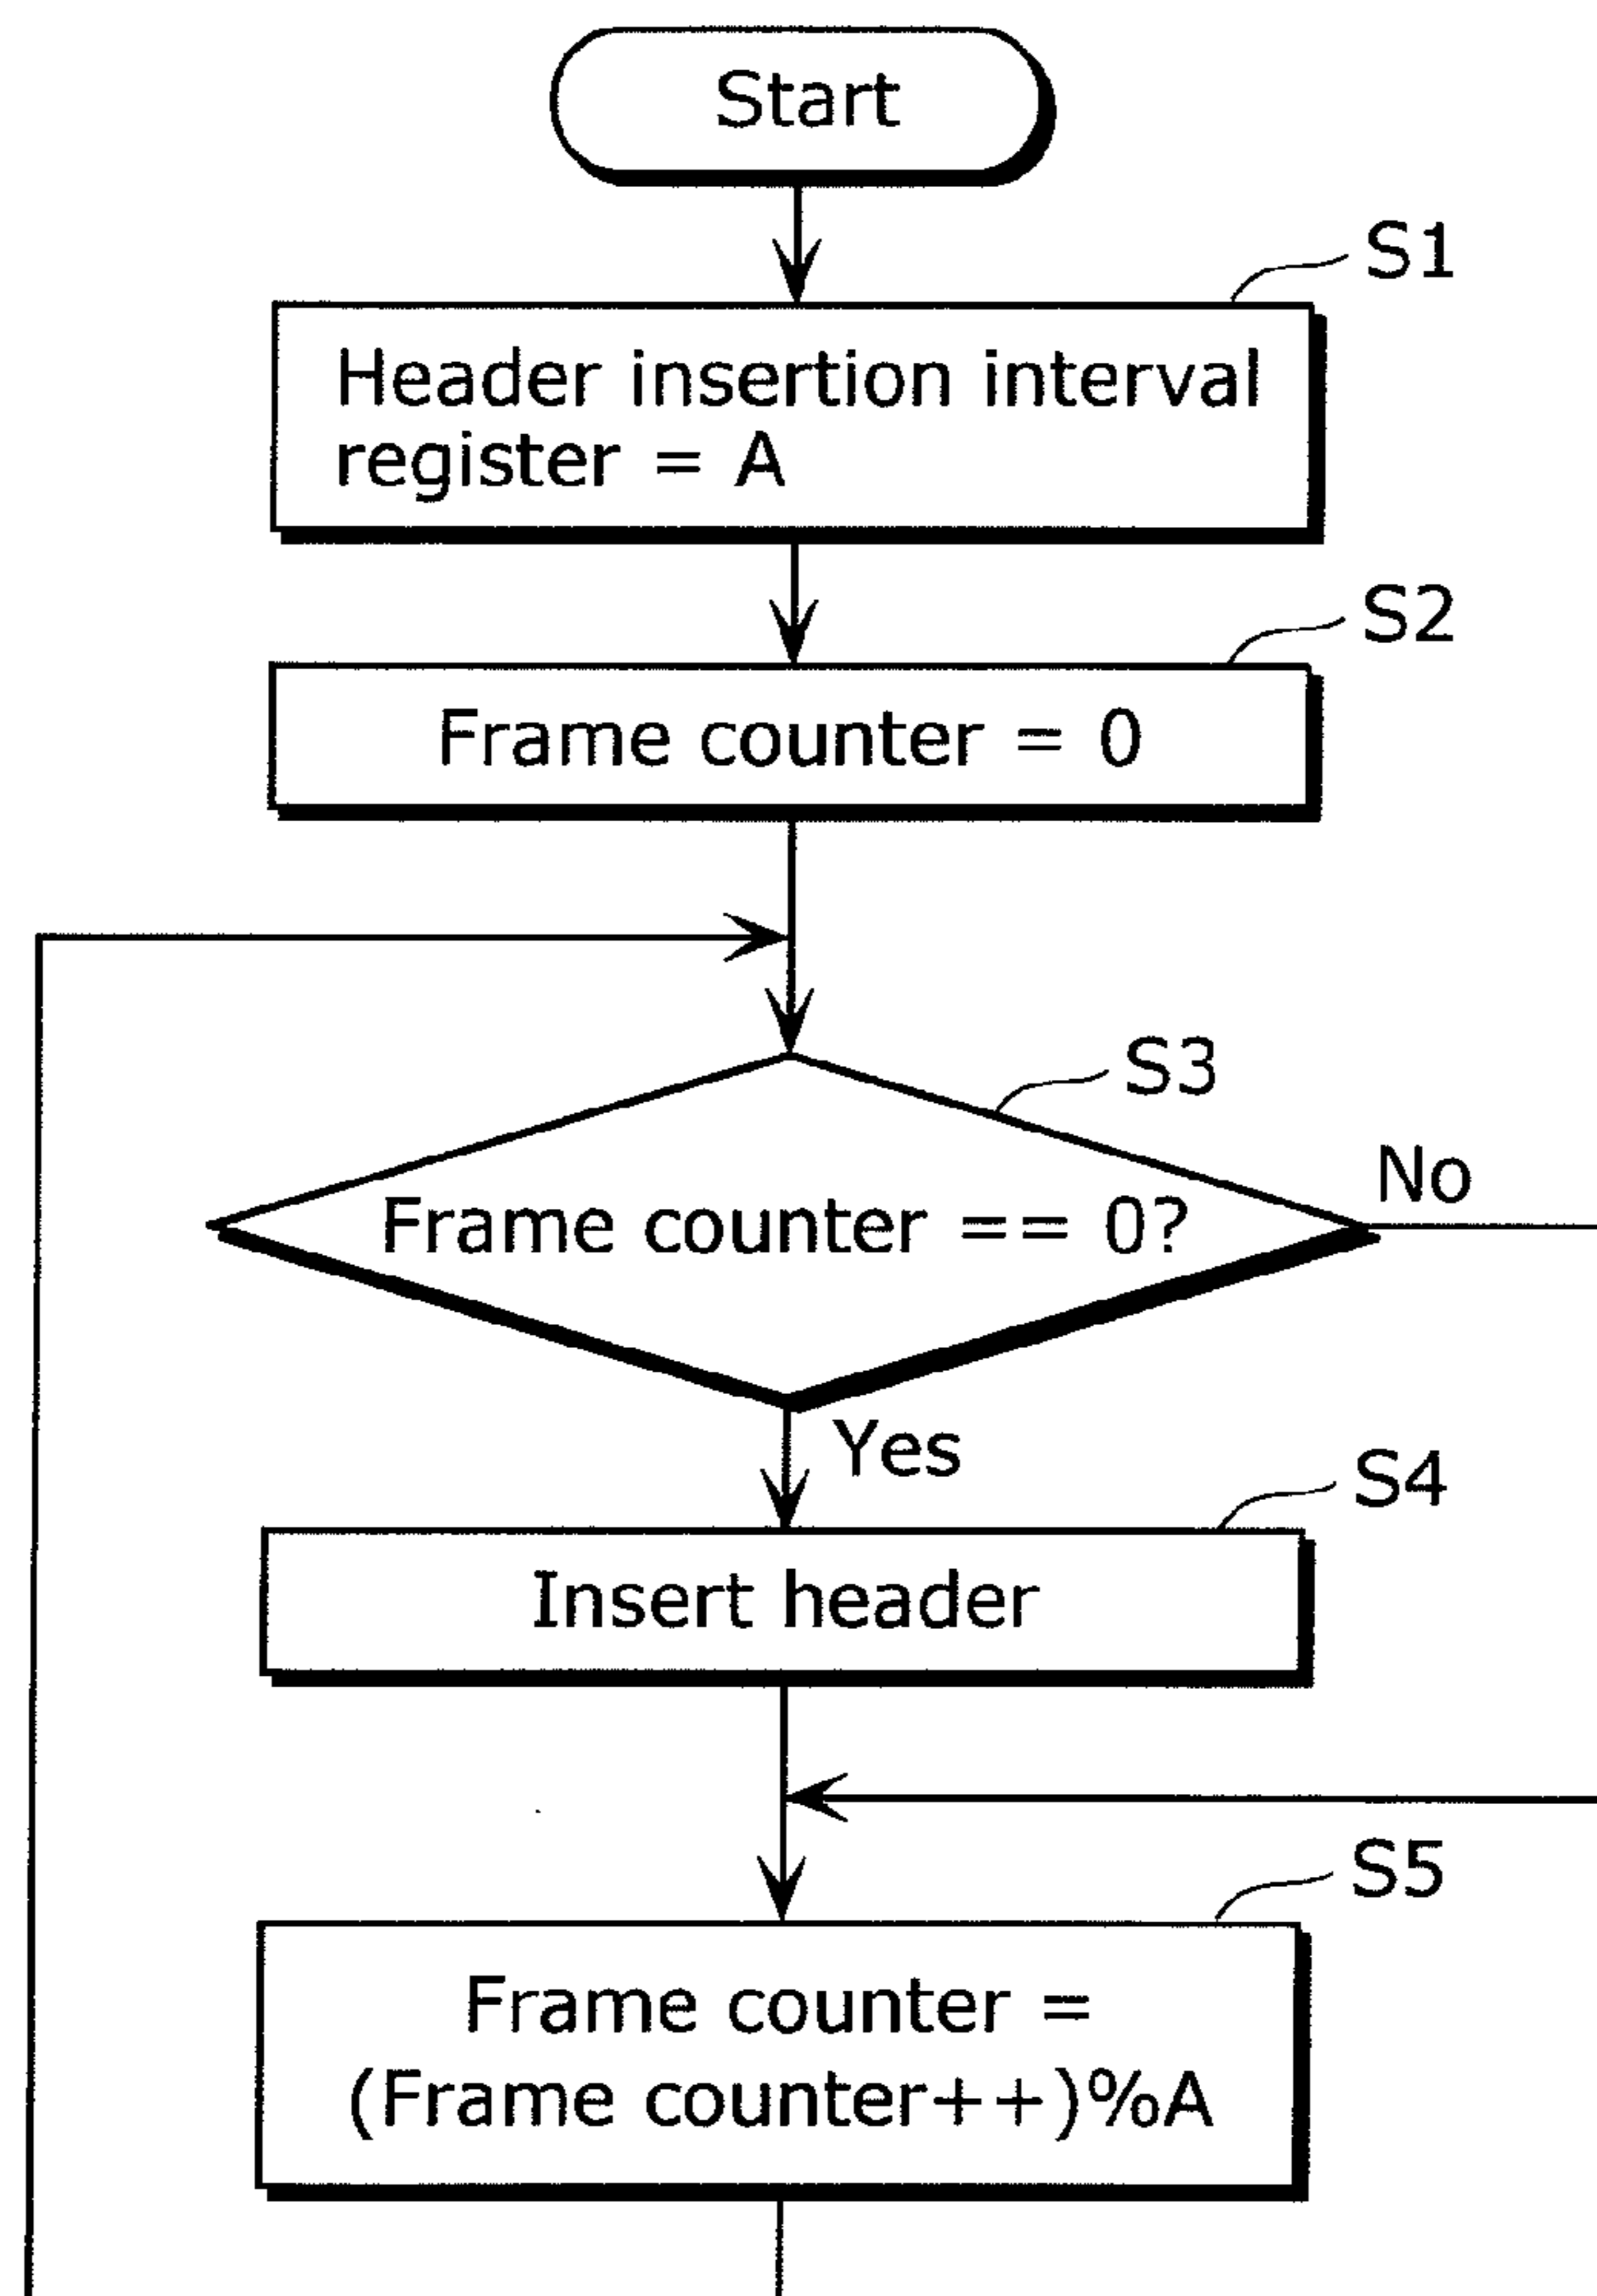 Start
S1
Header insertion interval
register = A
S2
Frame counter = 0
S3
No
Frame counter == 0?
Yes
S4
Insert header
S5
Frame counter =
(Frame counter++)%A